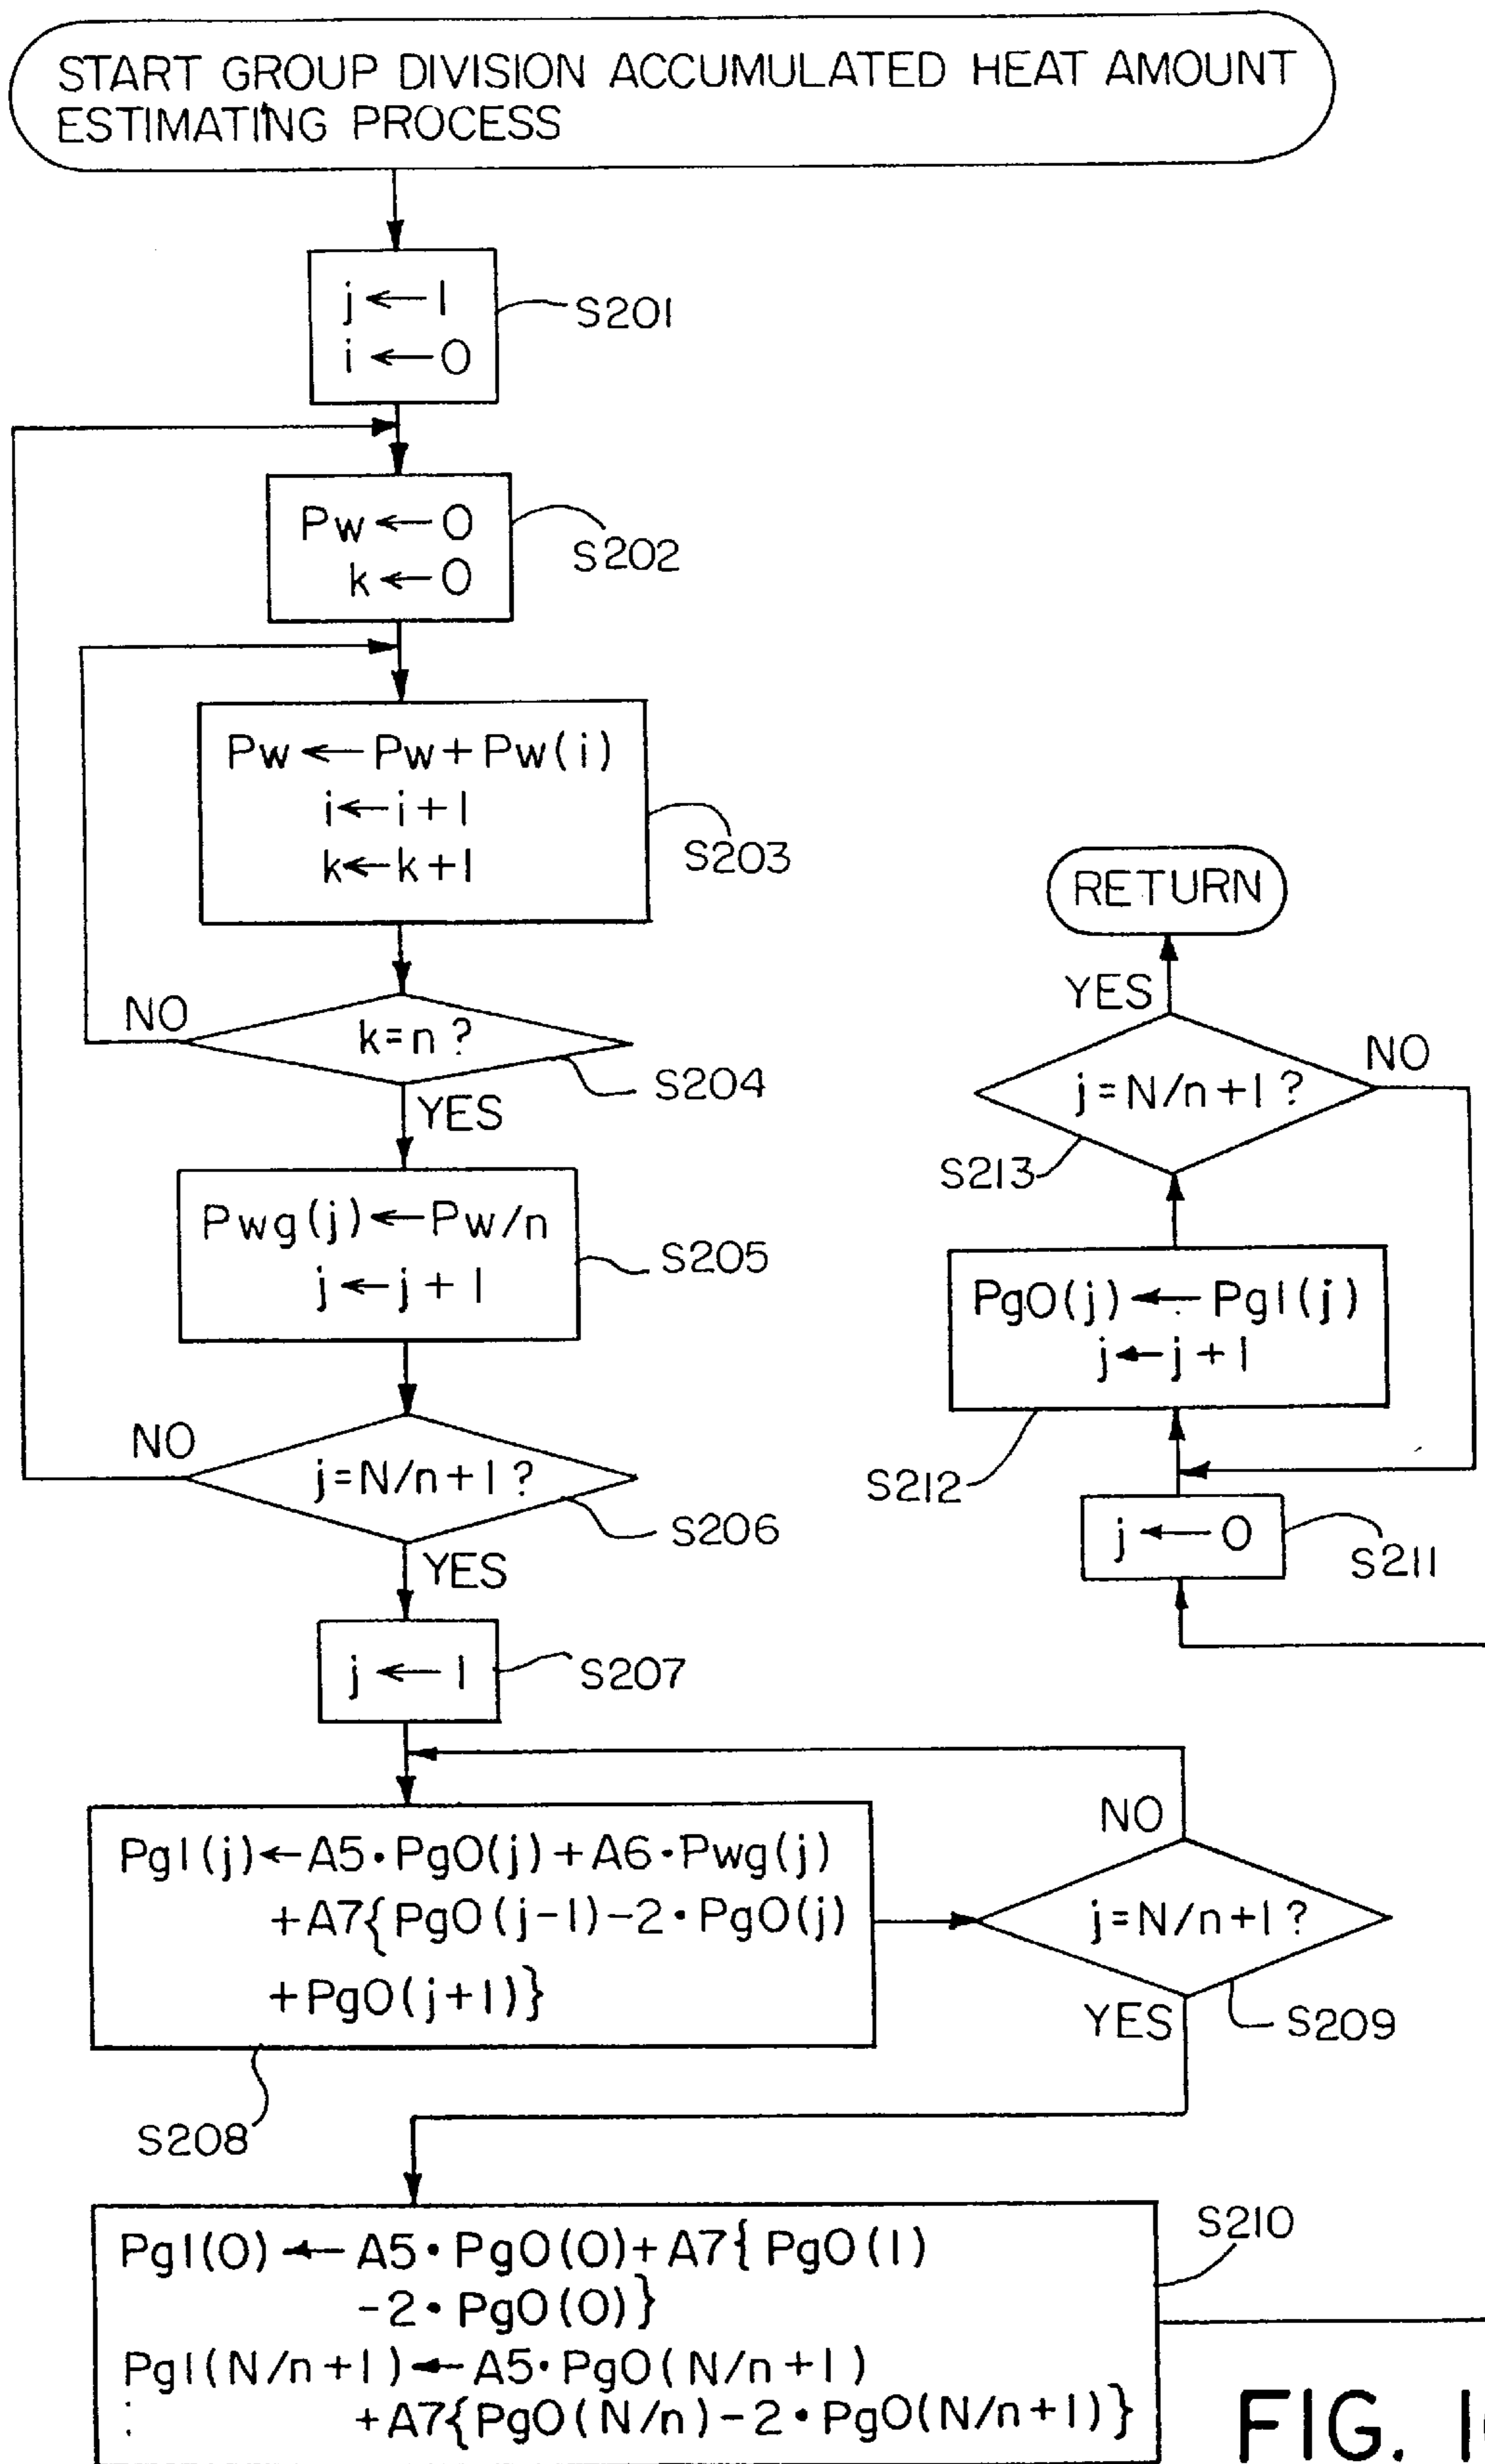 START GROUP DIVISION ACCUMULATED HEAT AMOUNT
ESTIMATING PROCESS
j ← 1
i ← 0
S201
Pw ← 0
k ← 0
S202
Pw ← Pw + Pw(i)
i ← i + 1
k ← k + 1
S203
NO
k = n ?
S204
YES
Pwg(j) ← Pw/n
j ← j + 1
S205
NO
j = N/n + 1 ?
S206
YES
j ← 1
S207
Pg1(j) ← A5・Pg0(j) + A6・Pwg(j)
+A7{Pg0(j-1) - 2・Pg0(j)
+Pg0(j+1)}
S208
NO
j = N/n + 1 ?
YES
S209
Pg1(0) ← A5・Pg0(0) + A7{Pg0(1)
-2・Pg0(0)}
Pg1(N/n+1) ← A5・Pg0(N/n+1)
+A7{Pg0(N/n) - 2・Pg0(N/n+1)}
S210
j ← 0
S211
Pg0(j) ← Pg1(j)
j ← j + 1
S212
YES
j = N/n + 1 ?
NO
S213
RETURN
FIG.